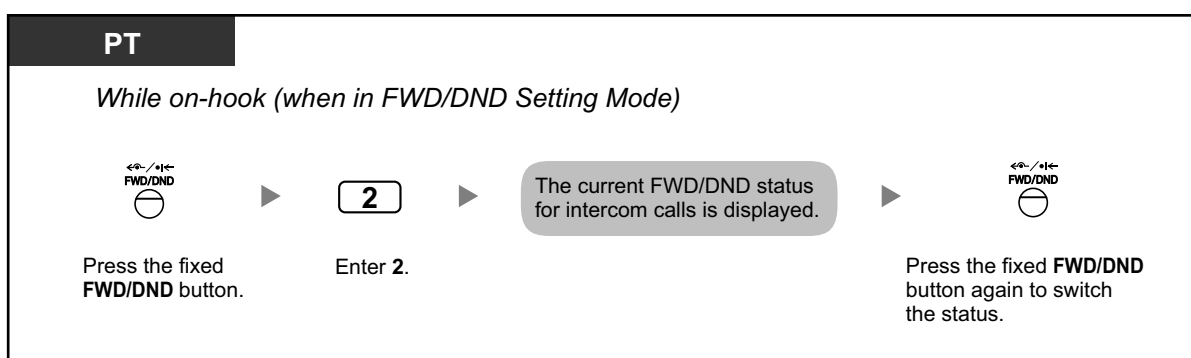 PT
While on-hook (when in FWD/DND Setting Mode)
FWD/DND
2
The current FWD/DND status
for intercom calls is displayed.
FWD/DND
Press the fixed
FWD/DND button.
Enter 2.
Press the fixed FWD/DND
button again to switch
the status.